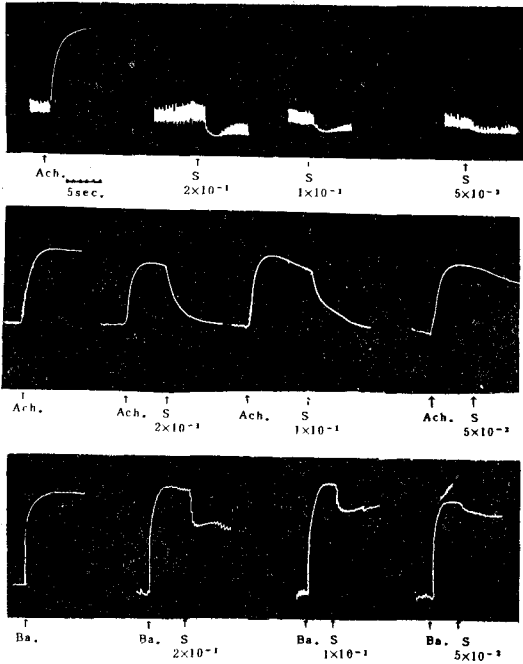 Ach. S S S
5sec. 2×10⁻¹ 1×10⁻¹ 5×10⁻²
Ach. Ach. S Ach. S Ach. S
2×10⁻¹ 1×10⁻¹ 5×10⁻²
Ba. Ba. S Ba. S Ba. S
2×10⁻¹ 1×10⁻¹ 5×10⁻²